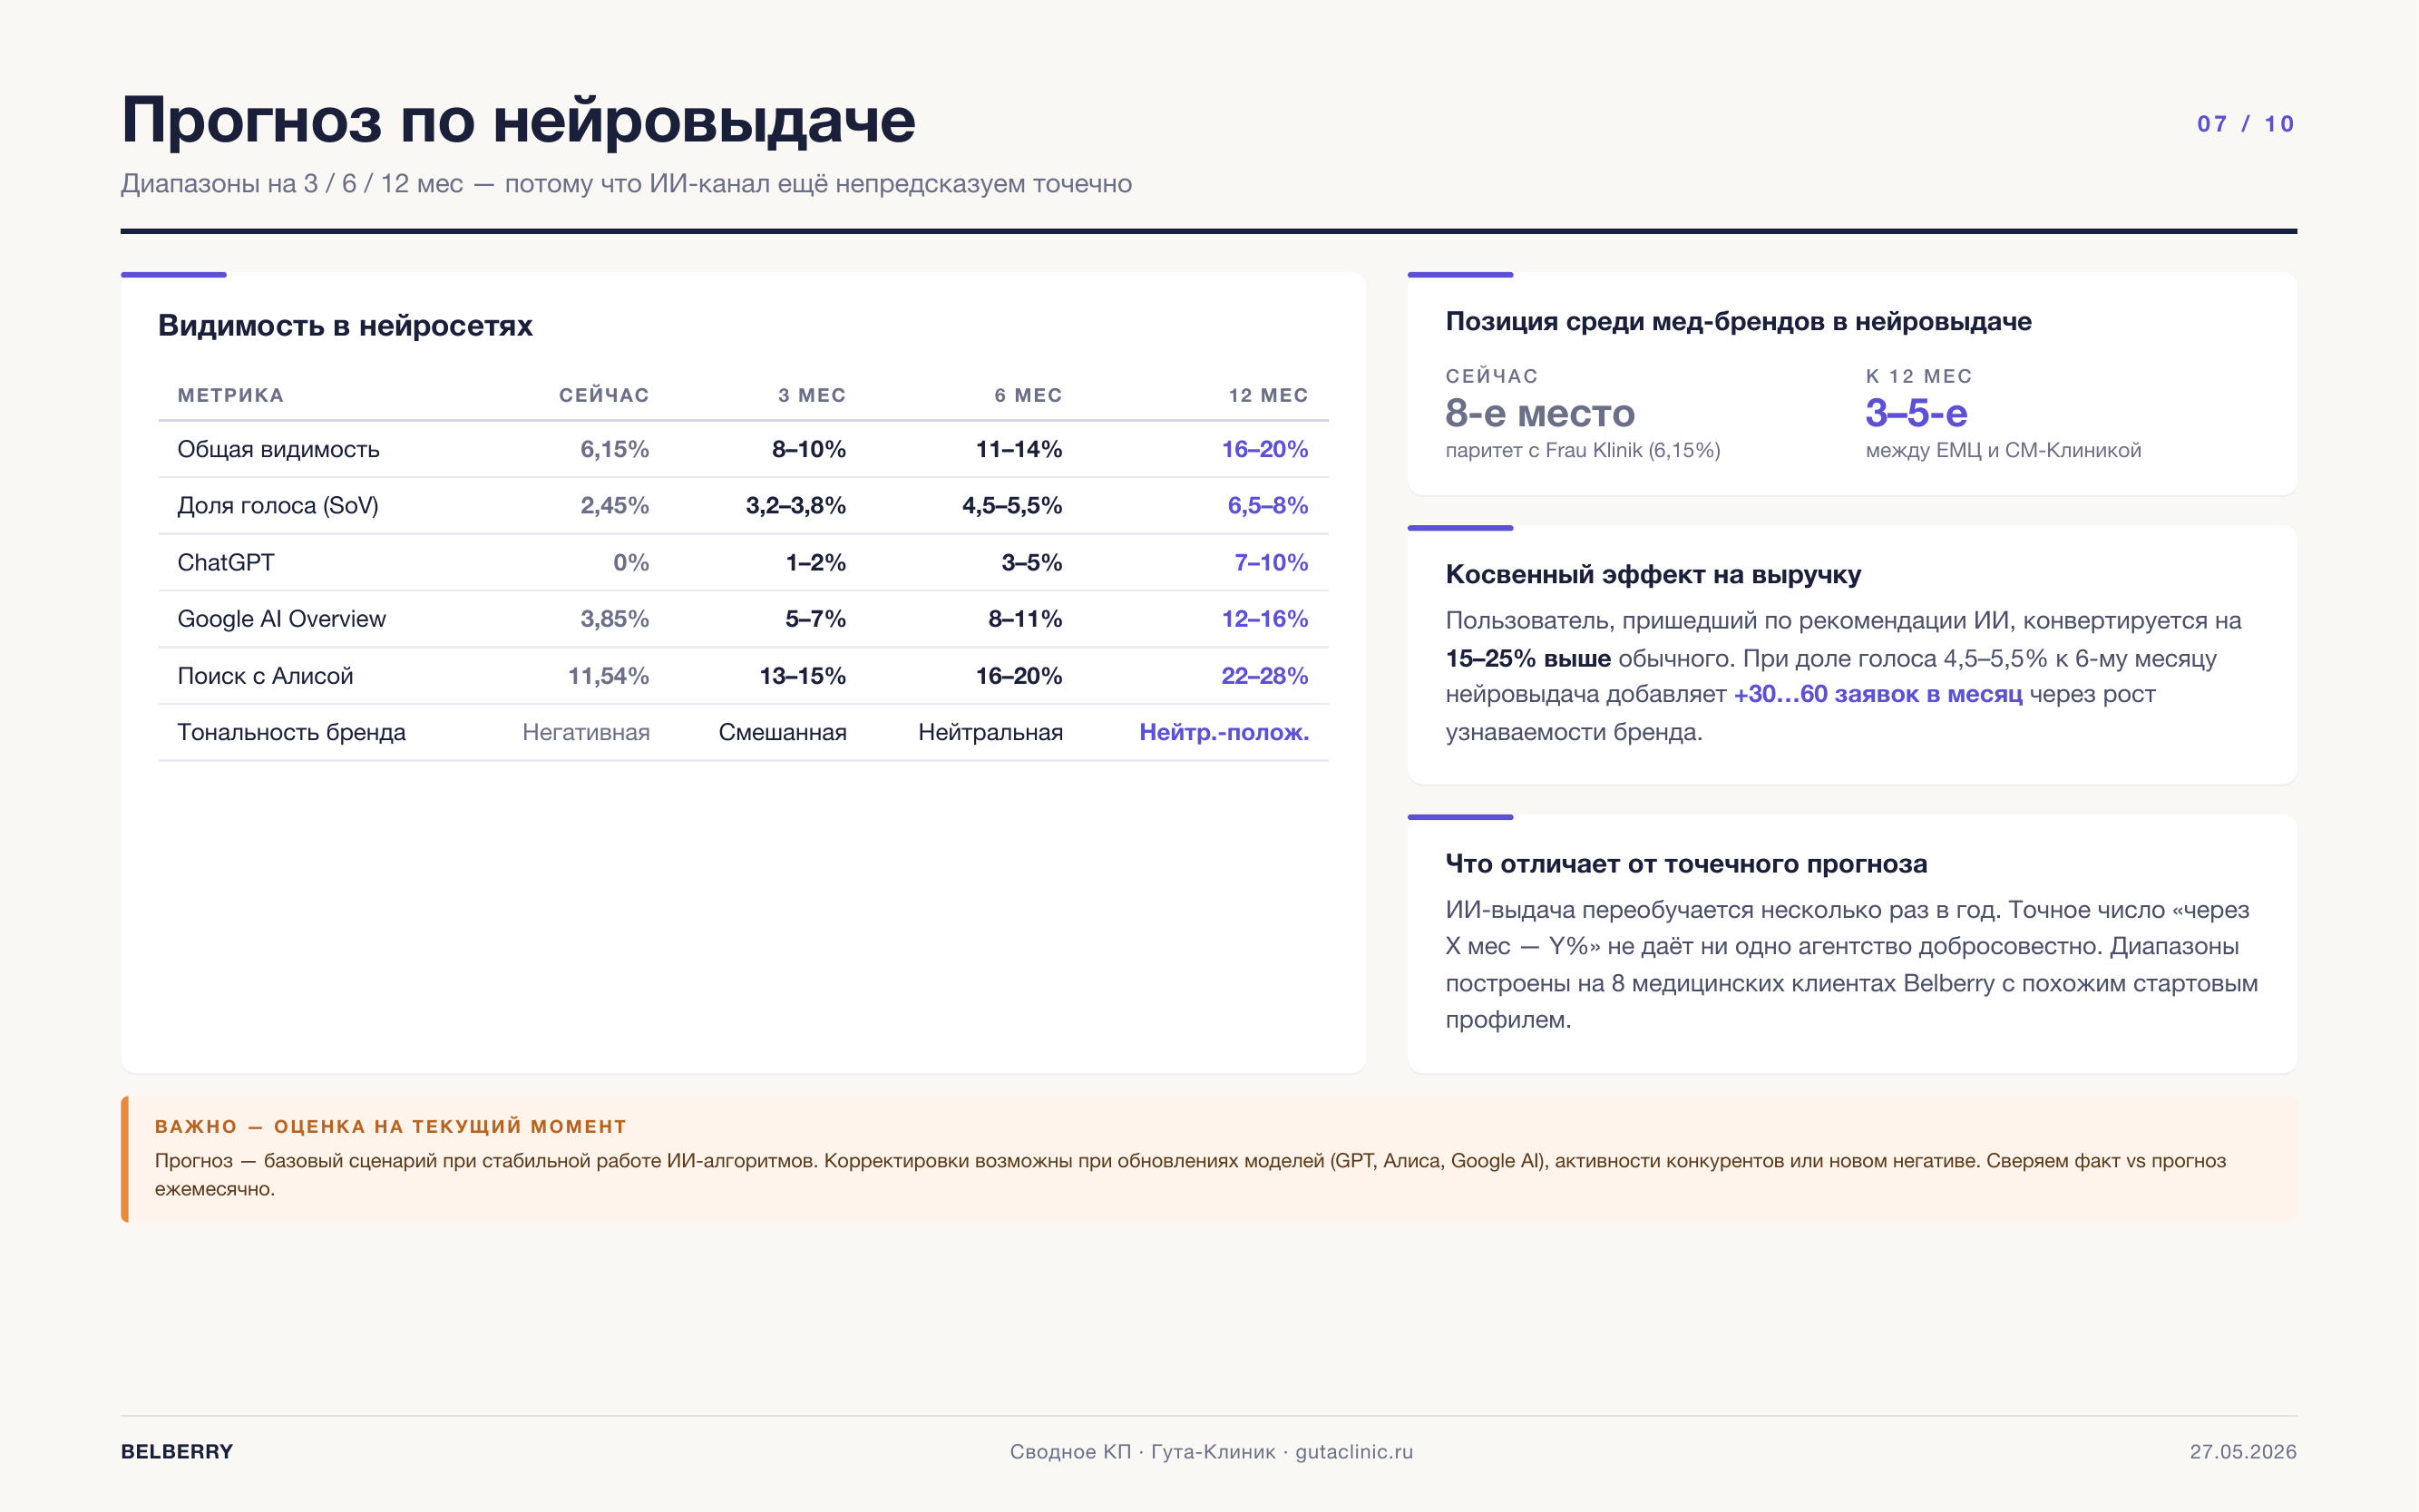 Прогноз по нейровыдаче
07 / 10
Диапазоны на 3 / 6 / 12 мес — потому что ИИ-канал ещё непредсказуем точечно
Видимость в нейросетях
МЕТРИКА СЕЙЧАС 3 МЕС 6 МЕС 12 МЕС
Общая видимость 6,15% 8–10% 11–14% 16–20%
Доля голоса (SoV) 2,45% 3,2–3,8% 4,5–5,5% 6,5–8%
ChatGPT 0% 1–2% 3–5% 7–10%
Google AI Overview 3,85% 5–7% 8–11% 12–16%
Поиск с Алисой 11,54% 13–15% 16–20% 22–28%
Тональность бренда Негативная Смешанная Нейтральная Нейтр.-полож.
Позиция среди мед-брендов в нейровыдаче
СЕЙЧАС К 12 МЕС
8-е место 3–5-е
паритет с Frau Klinik (6,15%) между ЕМЦ и СМ-Клиникой
Косвенный эффект на выручку
Пользователь, пришедший по рекомендации ИИ, конвертируется на
15–25% выше обычного. При доле голоса 4,5–5,5% к 6-му месяцу
нейровыдача добавляет +30…60 заявок в месяц через рост
узнаваемости бренда.
Что отличает от точечного прогноза
ИИ-выдача переобучается несколько раз в год. Точное число «через
X мес — Y%» не даёт ни одно агентство добросовестно. Диапазоны
построены на 8 медицинских клиентах Belberry с похожим стартовым
профилем.
ВАЖНО — ОЦЕНКА НА ТЕКУЩИЙ МОМЕНТ
Прогноз — базовый сценарий при стабильной работе ИИ-алгоритмов. Корректировки возможны при обновлениях моделей (GPT, Алиса, Google AI), активности конкурентов или новом негативе. Сверяем факт vs прогноз
ежемесячно.
BELBERRY
Сводное КП · Гута-Клиник · gutaclinic.ru
27.05.2026